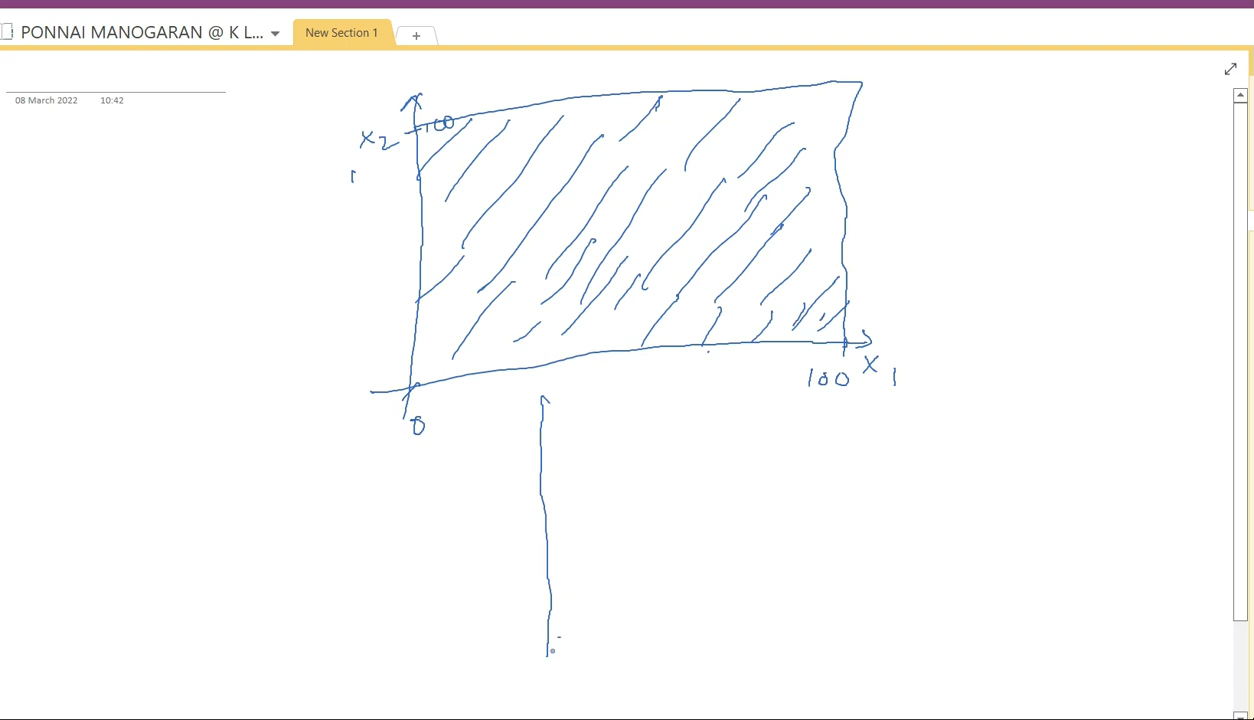 PONNAI MANOGARAN @ K L...
New Section 1
+
08 March 2022 10:42
100
X2
100
X1
0